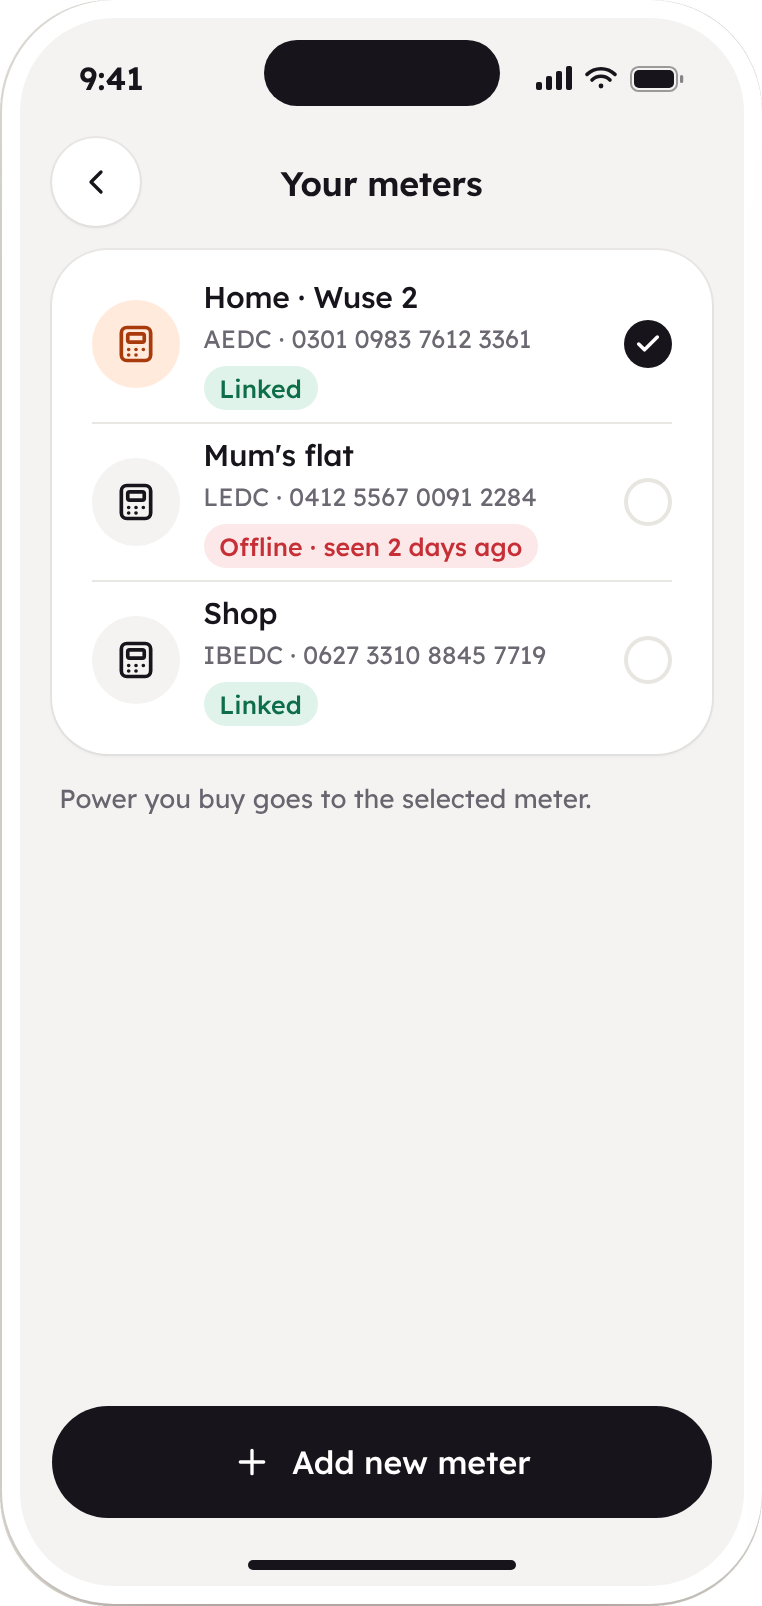 9:41
Your meters
Home · Wuse 2
AEDC · 0301 0983 7612 3361
Linked
Mum's flat
LEDC · 0412 5567 0091 2284
Offline · seen 2 days ago
Shop
IBEDC · 0627 3310 8845 7719
Linked
Power you buy goes to the selected meter.
Add new meter